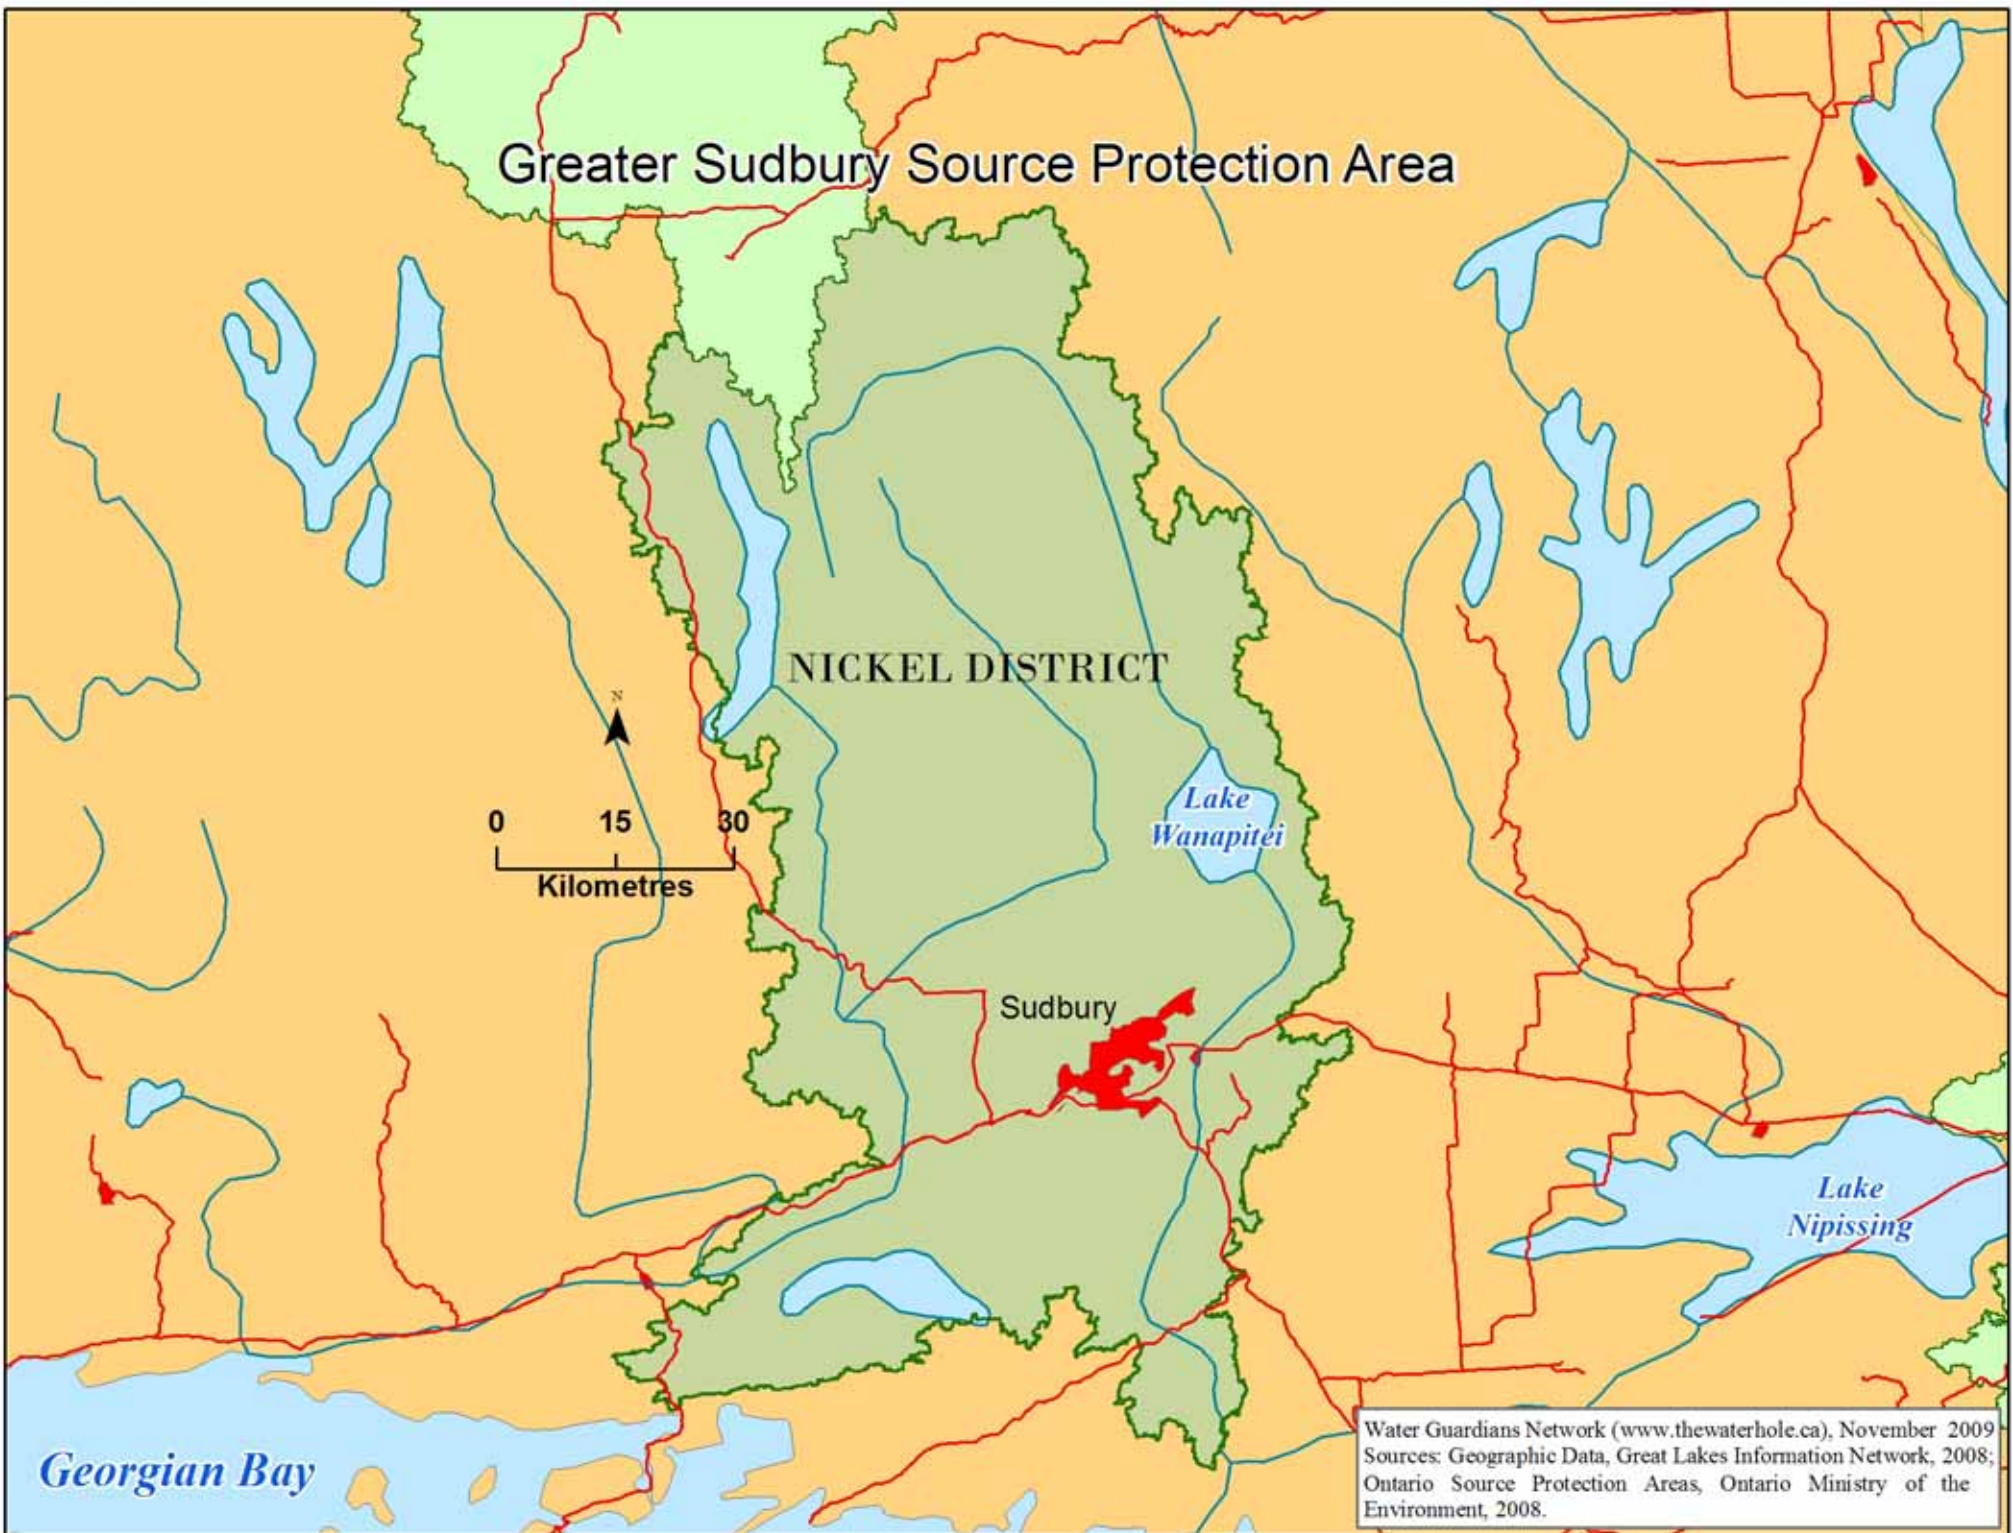 Greater Sudbury Source Protection Area
NICKEL DISTRICT
N
0 15 30
Kilometres
Lake
Wanapitei
Sudbury
Lake
Nipissing
Georgian Bay
Water Guardians Network (www.thewaterhole.ca), November 2009
Sources: Geographic Data, Great Lakes Information Network, 2008;
Ontario Source Protection Areas, Ontario Ministry of the
Environment, 2008.